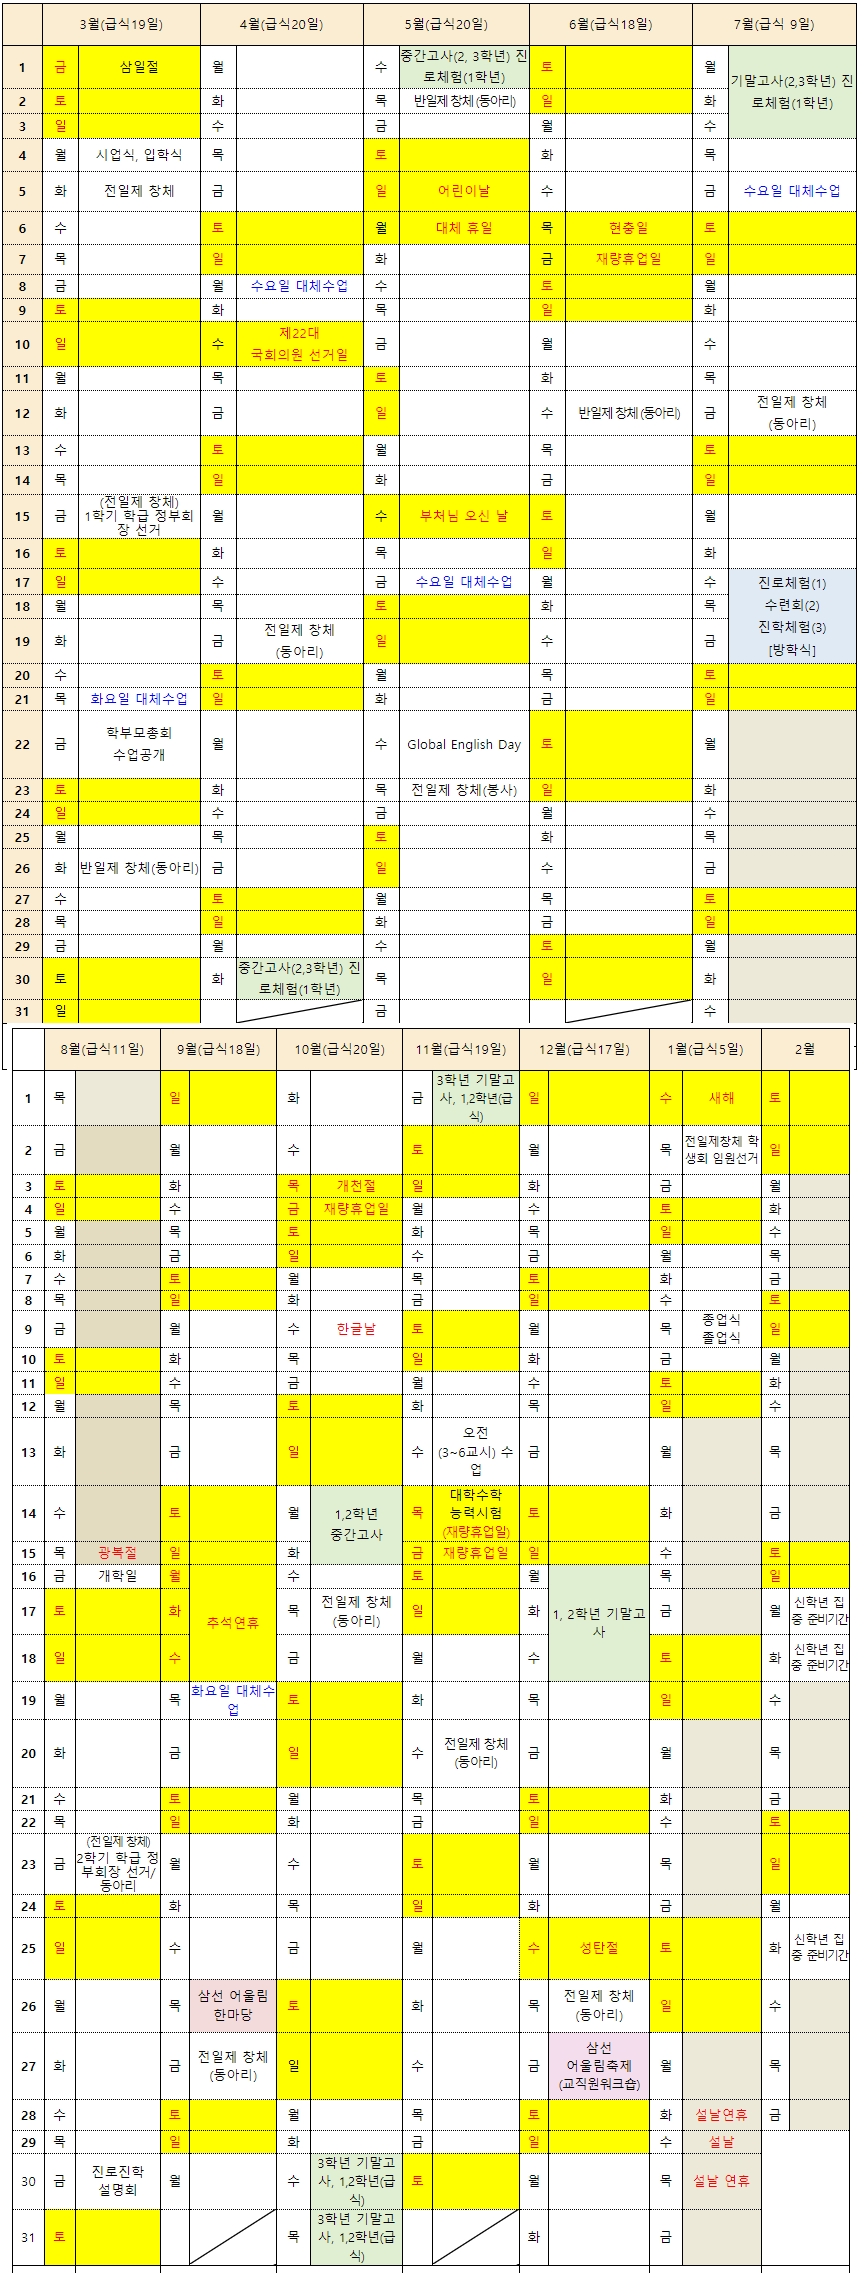 3월(급식19일) 4월(급식20일) 5월(급식20일) 6월(급식18일) 7월(급식 9일)
1 금 삼일절 월 수 중간고사(2, 3학년) 진 토 월 기말고사(2,3학년) 진
로체험(1학년) 로체험(1학년)
2 토 화 목 반일제 창체(동아리) 일 화
3 일 수 금 월 수
4 월 시업식, 입학식 목 토 화 목
5 화 전일제 창체 금 일 어린이날 수 금 수요일 대체수업
6 수 토 월 대체 휴일 목 현충일 토
7 목 일 화 금 재량휴업일 일
8 금 월 수요일 대체수업 수 토 월
9 토 화 목 일 화
10 일 수 제22대 금 월 수
국회의원 선거일
11 월 목 토 화 목
12 화 금 일 수 반일제 창체(동아리) 금 전일제 창체
(동아리)
13 수 토 월 목 토
14 목 일 화 금 일
15 금 (전일제 창체) 월 수 부처님 오신 날 토 월
1학기 학급 정부회
장 선거
16 토 화 목 일 화
17 일 수 금 수요일 대체수업 월 수 진로체험(1)
18 월 목 토 화 목 수련회(2)
19 화 금 전일제 창체 일 수 금 진학체험(3)
(동아리) [방학식]
20 수 토 월 목 토
21 목 화요일 대체수업 일 화 금 일
22 금 학부모총회 월 수 Global English Day 토 월
수업공개
23 토 화 목 전일제 창체(봉사) 일 화
24 일 수 금 월 수
25 월 목 토 화 목
26 화 반일제 창체(동아리) 금 일 수 금
27 수 토 월 목 토
28 목 일 화 금 일
29 금 월 수 토 월
30 토 화 중간고사(2,3학년) 진 목 일 화
로체험(1학년)
31 일 금 수
8월(급식11일) 9월(급식18일) 10월(급식20일) 11월(급식19일) 12월(급식17일) 1월(급식5일) 2월
1 목 일 화 금 3학년 기말고 일 수 새해 토
사, 1,2학년(급
식)
2 금 월 수 토 월 목 전일제창체 학 일
생회 임원선거
3 토 화 목 개천절 일 화 금 월
4 일 수 금 재량휴업일 월 수 토 화
5 월 목 토 화 목 일 수
6 화 금 일 수 금 월 목
7 수 토 월 목 토 화 금
8 목 일 화 금 일 수 토
9 금 월 수 한글날 토 월 목 종업식 일
졸업식
10 토 화 목 일 화 금 월
11 일 수 금 월 수 토 화
12 월 목 토 화 목 일 수
13 화 금 일 수 오전 금 월 목
(3~6교시) 수
업
14 수 토 월 1,2학년 목 대학수학 토 화 금
중간고사 능력시험
(재량휴업일)
15 목 광복절 일 화 금 재량휴업일 일 수 토
16 금 개학일 월 추석연휴 수 토 월 1, 2학년 기말고 목 일
사
17 토 화 목 전일제 창체 일 화 금 월 신학년 집
(동아리) 중 준비기간
18 일 수 금 월 수 토 화 신학년 집
중 준비기간
19 월 목 화요일 대체수 토 화 목 일 수
업
20 화 금 일 수 전일제 창체 금 월 목
(동아리)
21 수 토 월 목 토 화 금
22 목 일 화 금 일 수 토
23 금 (전일제 창체) 월 수 토 월 목 일
2학기 학급 정
부회장 선거/
동아리
24 토 화 목 일 화 금 월
25 일 수 금 월 수 성탄절 토 화 신학년 집
중 준비기간
26 월 목 삼선 어울림 토 화 목 전일제 창체 일 수
한마당 (동아리)
27 화 금 전일제 창체 일 수 금 삼선 월 목
(동아리) 어울림축제
(교직원워크숍)
28 수 토 월 목 토 화 설날연휴 금
29 목 일 화 금 일 수 설날
30 금 진로진학 월 수 3학년 기말고 토 월 목 설날 연휴
설명회 사, 1,2학년(급
식)
31 토 목 3학년 기말고 화 금
사, 1,2학년(급
식)